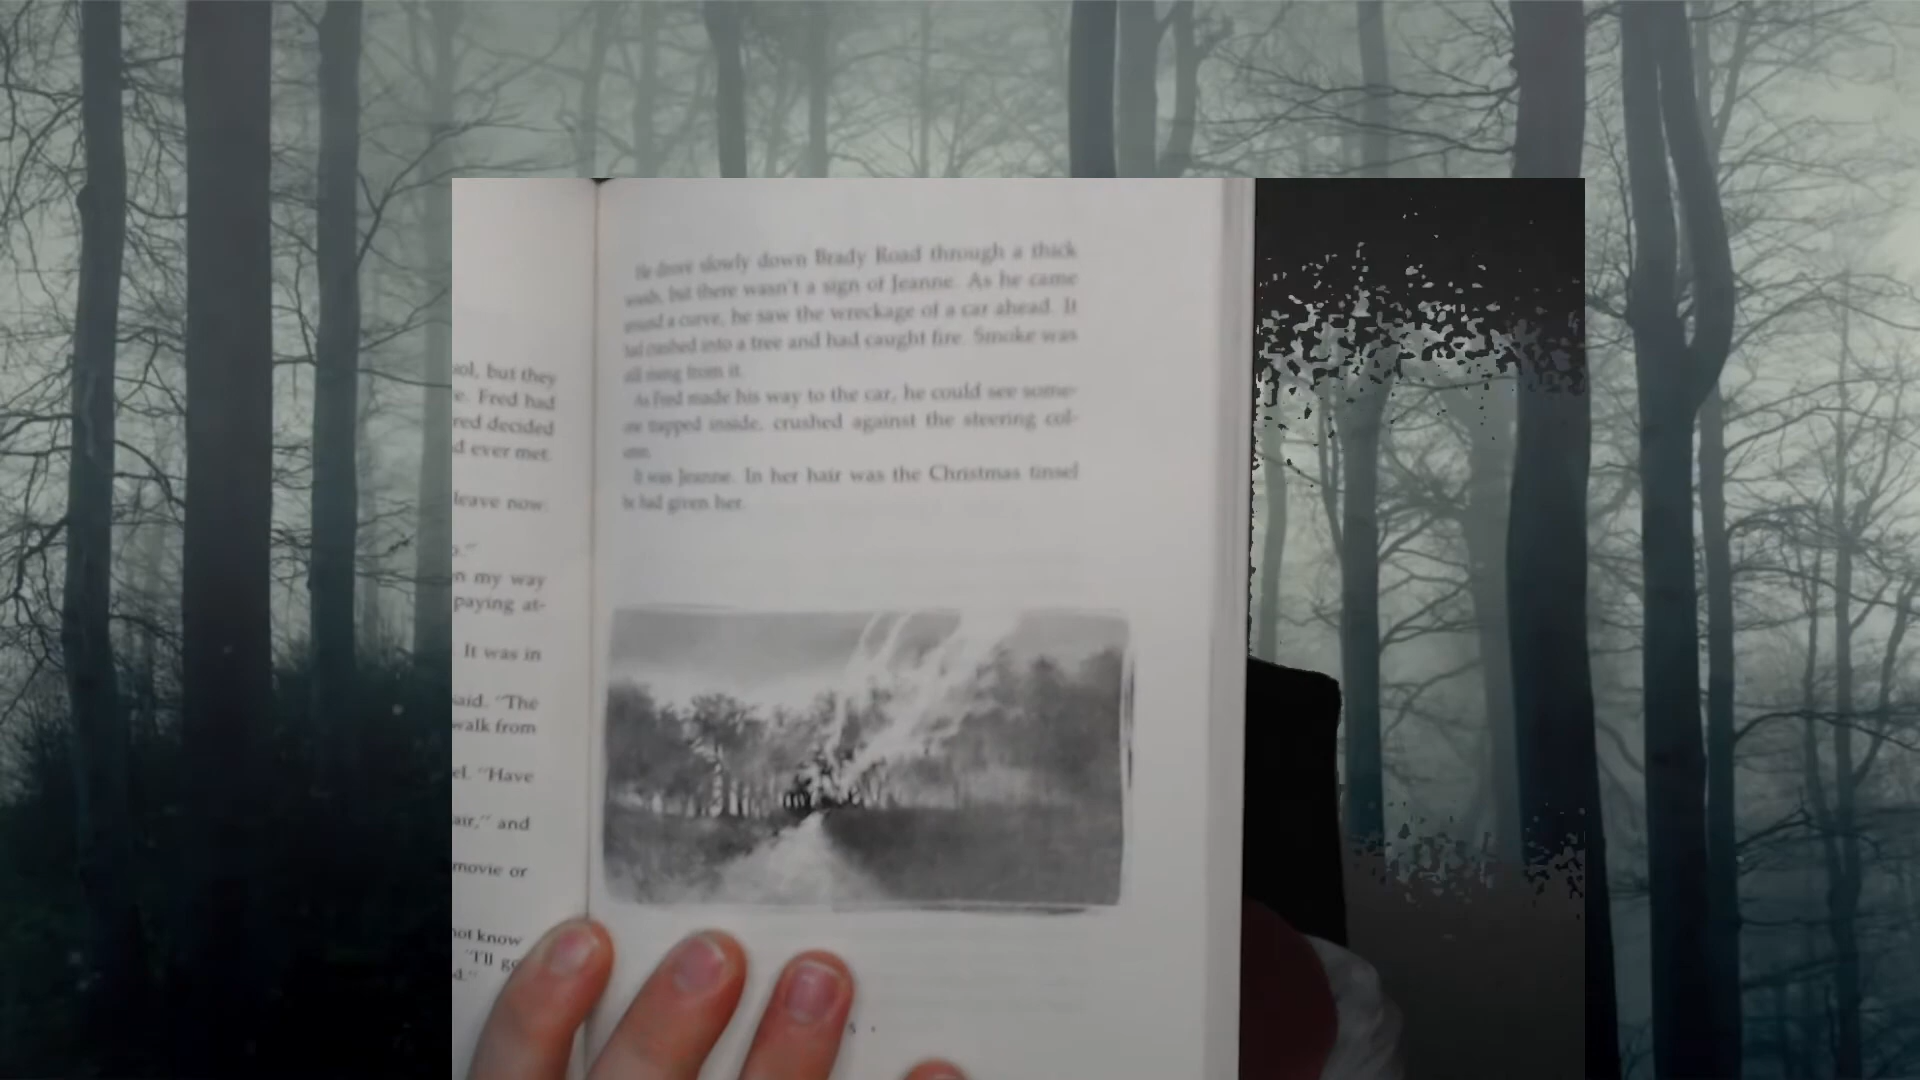 sol, but they
e. Fred had
red decided
d ever met.
leave now.
o."
n my way
paying at-
. It was in
said. "The
walk from
el. "Have
air," and
movie or
not know
"I'll go
d."
He drove slowly down Brady Road through a thick
but there wasn't a sign of Jeanne. As he came
around a curve, he saw the wreckage of a car ahead. It
had crashed into a tree and had caught fire. Smoke was
still rising from it.
As Fred made his way to the car, he could see some-
one trapped inside, crushed against the steering col-
umn.
It was Jeanne. In her hair was the Christmas tinsel
he had given her.